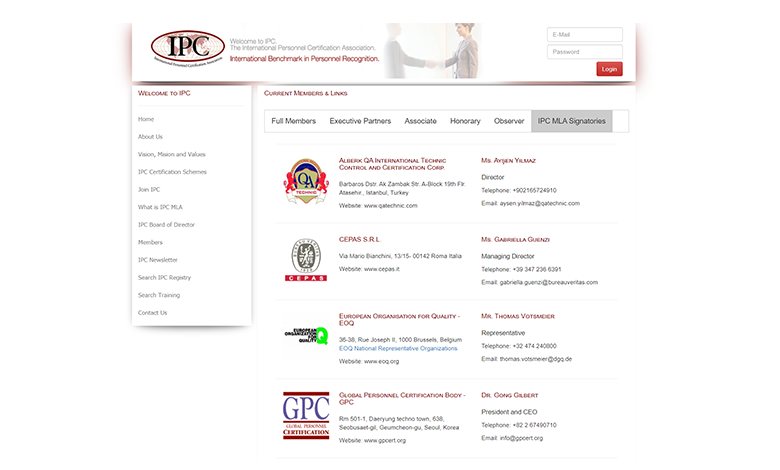 IPC
International Personnel Certification Association
Welcome to IPC.
The International Personnel Certification Association.
International Benchmark in Personnel Recognition.
E-Mail
Password
Login
Welcome to IPC
Home
About Us
Vision, Mision and Values
IPC Certification Schemes
Join IPC
What is IPC MLA
IPC Board of Director
Members
IPC Newsletter
Search IPC Registry
Search Training
Contact Us
Current Members & Links
Full Members
Executive Partners
Associate
Honorary
Observer
IPC MLA Signatories
QA
TECHNIC
Alberk QA International Technic
Control and Certification Corp.
Barbaros Dstr. Ak Zambak Str. A-Block 19th Flr.
Atasehir , Istanbul, Turkey
Website: www.qatechnic.com
Ms. Aysen Yilmaz
Director
Telephone: +902165724910
Email: aysen.yilmaz@qatechnic.com
CEPAS
CEPAS S.R.L.
Via Mario Bianchini, 13/15- 00142 Roma Italia
Website: www.cepas.it
Ms. Gabriella Guenzi
Managing Director
Telephone: +39 347 236 6391
Email: gabriella.guenzi@bureauveritas.com
EUROPEAN
ORGANIZATION
FOR
QUALITY
European Organisation for Quality -
EOQ
36-38, Rue Joseph II, 1000 Brussels, Belgium
EOQ National Representative Organizations
Website: www.eoq.org
Mr. Thomas Votsmeier
Representative
Telephone: +32 474 240800
Email: thomas.votsmeier@dgq.de
GPC
GLOBAL PERSONNEL
CERTIFICATION
Global Personnel Certification Body -
GPC
Rm 501-1, Daeryung techno town, 638,
Seobusaet-gil, Geumcheon-gu, Seoul, Korea
Website: www.gpcert.org
Dr. Gong Gilbert
President and CEO
Telephone: +82 2 67490710
Email: info@gpcert.org